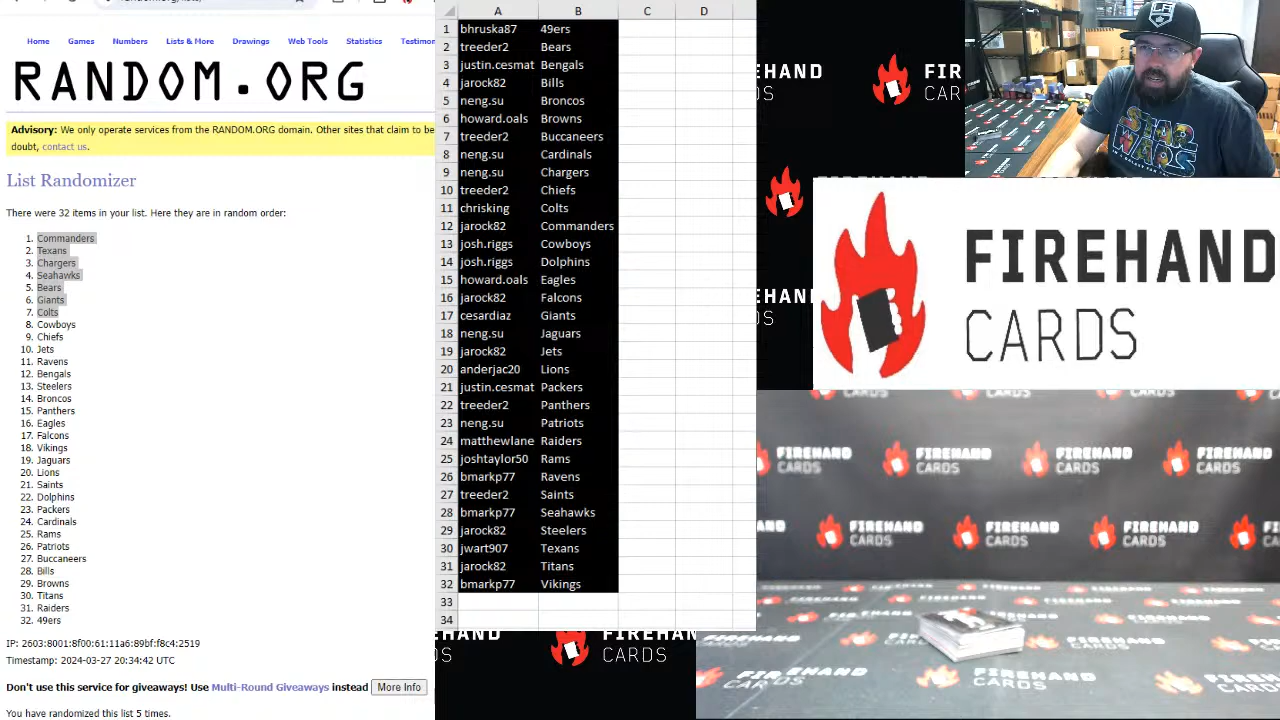 Home Games Numbers Lists & More Drawings Web Tools Statistics Testimor
RANDOM.ORG
Advisory: We only operate services from the RANDOM.ORG domain. Other sites that claim to be
doubt, contact us.
List Randomizer
There were 32 items in your list. Here they are in random order:
1. Commanders
2. Texans
3. Chargers
4. Seahawks
5. Bears
6. Giants
7. Colts
8. Cowboys
9. Chiefs
10. Jets
11. Ravens
12. Bengals
13. Steelers
14. Broncos
15. Panthers
16. Eagles
17. Falcons
18. Vikings
19. Jaguars
20. Lions
21. Saints
22. Dolphins
23. Packers
24. Cardinals
25. Rams
26. Patriots
27. Buccaneers
28. Bills
29. Browns
30. Titans
31. Raiders
32. 49ers
IP: 2603:8001:8f00:61:11a6:89bf:f8c4:2519
Timestamp: 2024-03-27 20:34:42 UTC
Don't use this service for giveaways! Use Multi-Round Giveaways instead More Info
You have randomized this list 5 times.
A B C D
1 bhruska87 49ers
2 treeder2 Bears
3 justin.cesmat Bengals
4 jarock82 Bills
5 neng.su Broncos
6 howard.oals Browns
7 treeder2 Buccaneers
8 neng.su Cardinals
9 neng.su Chargers
10 treeder2 Chiefs
11 chrisking Colts
12 jarock82 Commanders
13 josh.riggs Cowboys
14 josh.riggs Dolphins
15 howard.oals Eagles
16 jarock82 Falcons
17 cesardiaz Giants
18 neng.su Jaguars
19 jarock82 Jets
20 anderjac20 Lions
21 justin.cesmat Packers
22 treeder2 Panthers
23 neng.su Patriots
24 matthewlane Raiders
25 joshtaylor50 Rams
26 bmarkp77 Ravens
27 treeder2 Saints
28 bmarkp77 Seahawks
29 jarock82 Steelers
30 jwart907 Texans
31 jarock82 Titans
32 bmarkp77 Vikings
33
34
STAR
WARS
FIREHAND
CARDS
FIREHAND
CARDS